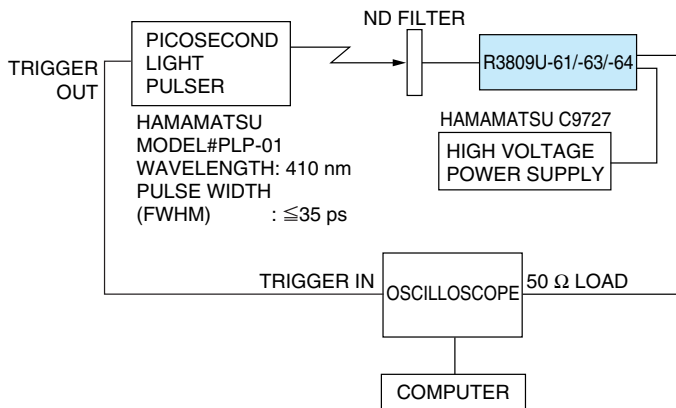 ND FILTER
PICOSECOND
LIGHT
PULSER
TRIGGER
OUT
R3809U-61/-63/-64
HAMAMATSU
MODEL#PLP-01
WAVELENGTH: 410 nm
PULSE WIDTH
(FWHM) : ≦35 ps
HAMAMATSU C9727
HIGH VOLTAGE
POWER SUPPLY
TRIGGER IN
OSCILLOSCOPE
50 Ω LOAD
COMPUTER